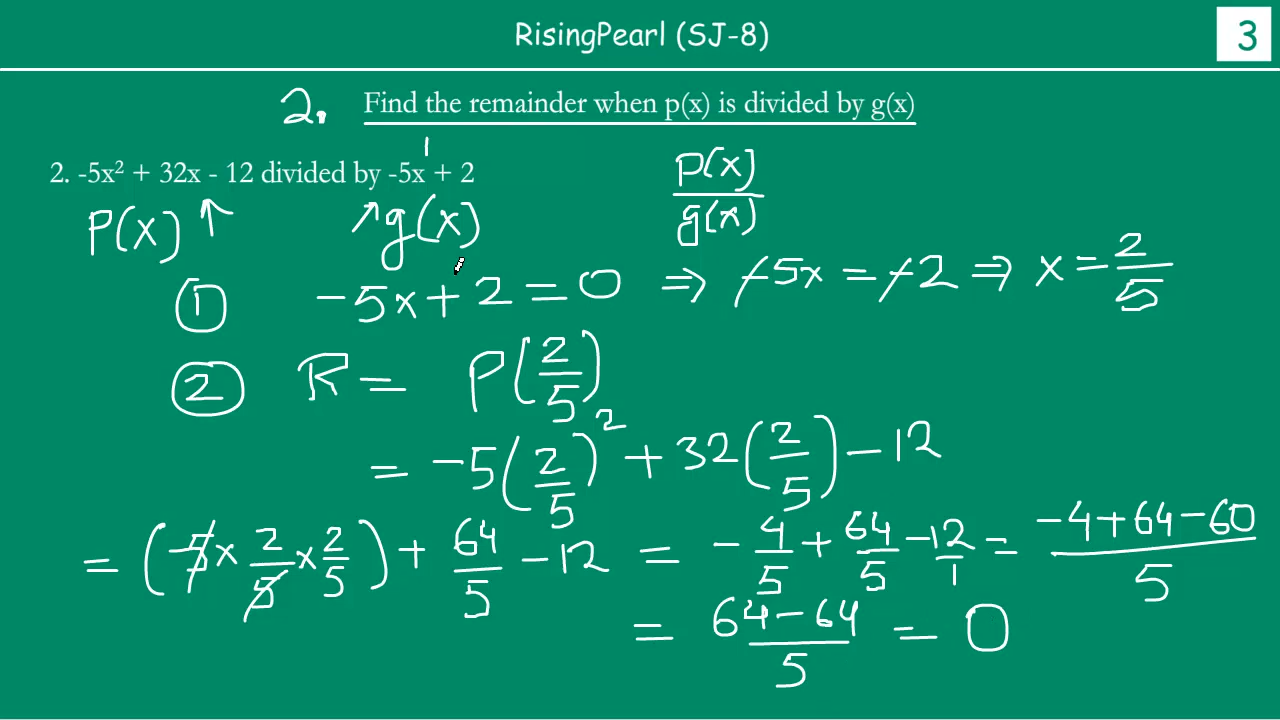 RisingPearl (SJ-8)
3
2. Find the remainder when p(x) is divided by g(x)
1
2. -5x² + 32x - 12 divided by -5x + 2
P(x) ↑ ↗ g(x) p(x)/g(x)
① -5x + 2 = 0 ⇒ -5x = -2 ⇒ x = 2/5
② R = P(2/5)
= -5(2/5)² + 32(2/5) - 12
= (-5 × 2/5 × 2/5) + 64/5 - 12 = -4/5 + 64/5 - 12/1 = (-4 + 64 - 60)/5
= (64 - 64)/5 = 0